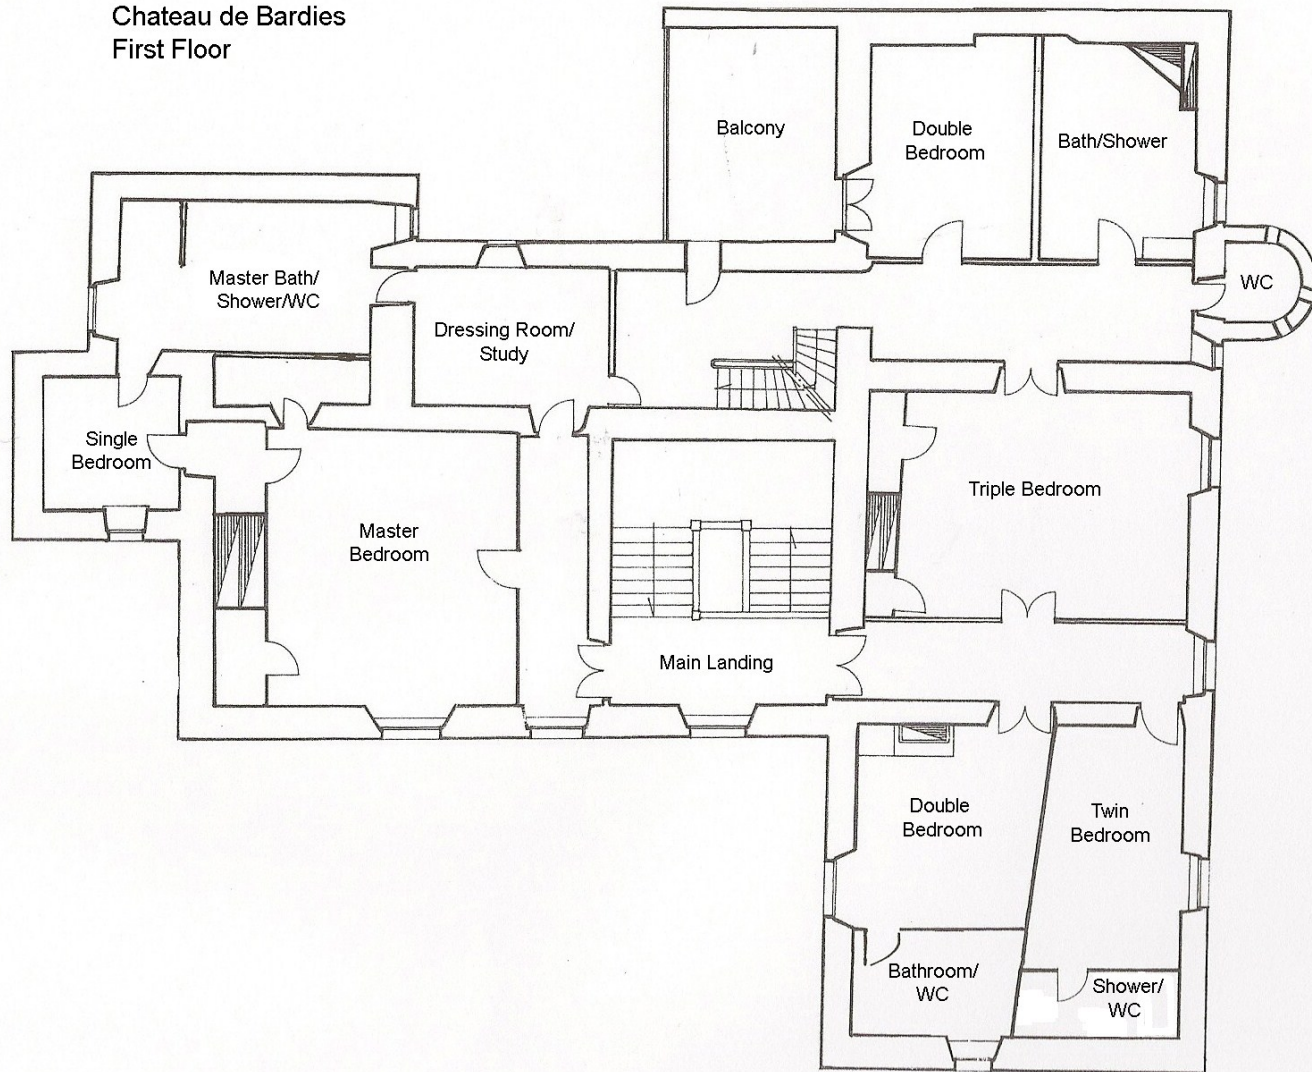 Chateau de Bardies
First Floor
Balcony
Double
Bedroom
Bath/Shower
WC
Master Bath/
Shower/WC
Dressing Room/
Study
Single
Bedroom
Master
Bedroom
Triple Bedroom
Main Landing
Double
Bedroom
Twin
Bedroom
Bathroom/
WC
Shower/
WC